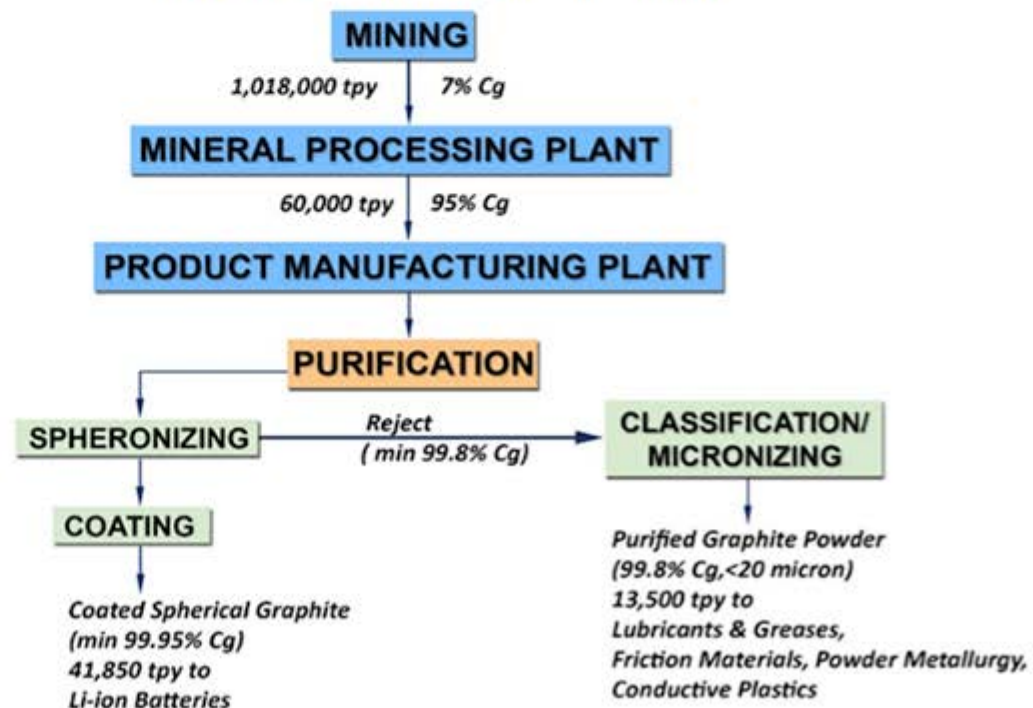 MINING
1,018,000 tpy 7% Cg
MINERAL PROCESSING PLANT
60,000 tpy 95% Cg
PRODUCT MANUFACTURING PLANT
PURIFICATION
SPHERONIZING
Reject
( min 99.8% Cg)
CLASSIFICATION/
MICRONIZING
COATING
Coated Spherical Graphite
(min 99.95% Cg)
41,850 tpy to
Li-ion Batteries
Purified Graphite Powder
(99.8% Cg,<20 micron)
13,500 tpy to
Lubricants & Greases,
Friction Materials, Powder Metallurgy,
Conductive Plastics